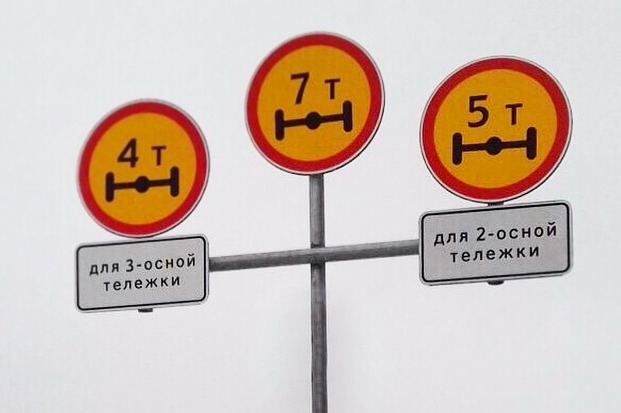 4 т
для 3-осной
тележки
7 т
5 т
для 2-осной
тележки